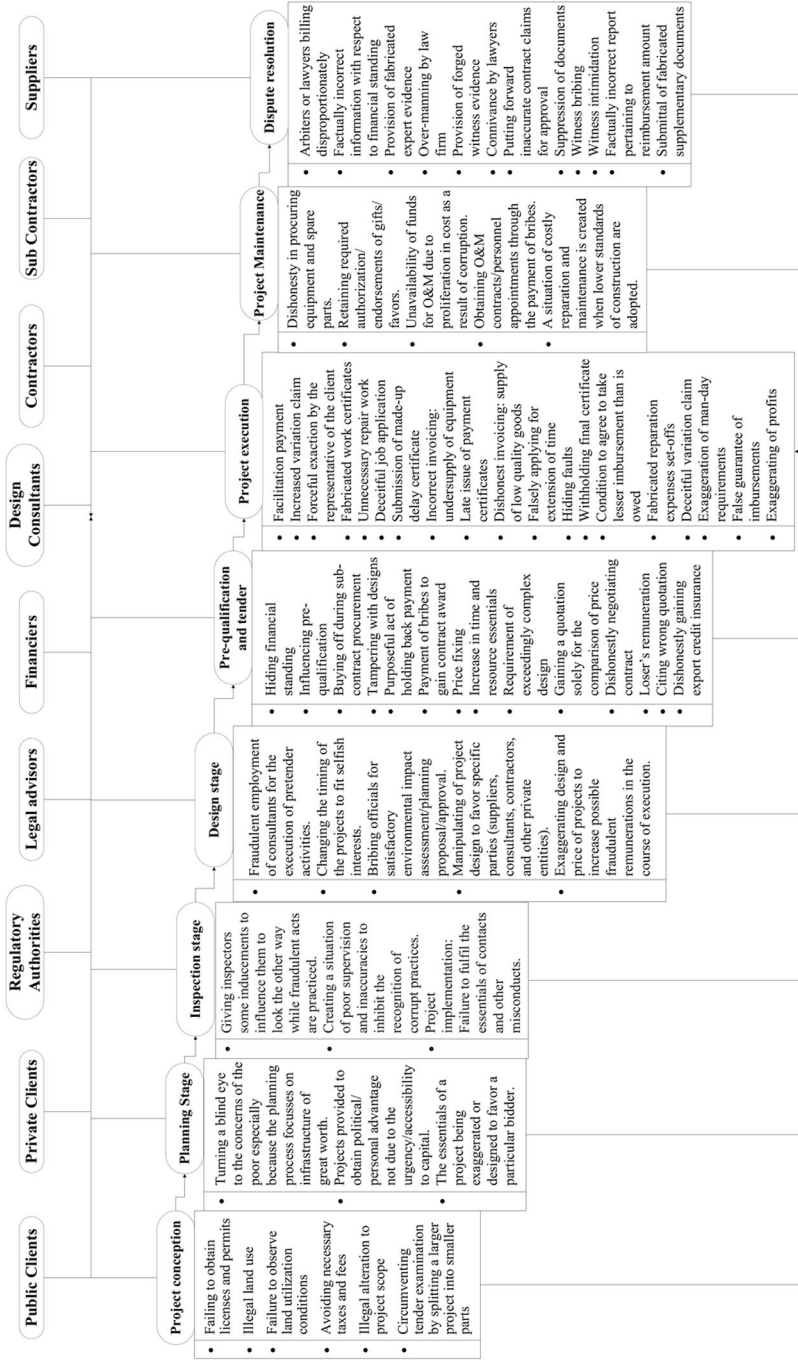 Public Clients
Private Clients
Regulatory
Authorities
Legal advisors
Financiers
Design
Consultants
Contractors
Sub Contractors
Suppliers
Project conception
Failing to obtain
licenses and permits
Illegal land use
Failure to observe
land utilization
conditions
Avoiding necessary
taxes and fees
Illegal alteration to
project scope
Circumventing
tender examination
by splitting a larger
project into smaller
parts
Planning Stage
Turning a blind eye
to the concerns of the
poor especially
because the planning
process focusses on
infrastructure of
great worth.
Projects provided to
obtain political/
personal advantage
not due to the
urgency/accessibility
to capital.
The essentials of a
project being
exaggerated or
designed to favor a
particular bidder.
Inspection stage
Giving inspectors
some inducements to
influence them to
look the other way
while fraudulent acts
are practiced.
Creating a situation
of poor supervision
and inaccuracies to
inhibit the
recognition of
corrupt practices.
Project
implementation:
Failure to fulfil the
essentials of contacts
and other
misconducts.
Design stage
Fraudulent employment
of consultants for the
execution of pretender
activities.
Changing the timing of
the projects to fit selfish
interests.
Bribing officials for
satisfactory
environmental impact
assessment/planning
proposal/approval.
Manipulating of project
design to favor specific
parties (suppliers,
consultants, contractors,
and other private
entities).
Exaggerating design and
price of projects to
increase possible
fraudulent
remunerations in the
course of execution.
Pre-qualification
and tender
Hiding financial
standing
Influencing pre-
qualification
Buying off during sub-
contract procurement
Tampering with designs
Purposeful act of
holding back payment
Payment of bribes to
gain contract award
Price fixing
Increase in time and
resource essentials
Requirement of
exceedingly complex
design
Gaining a quotation
solely for the
comparison of price
Dishonestly negotiating
contract
Loser's remuneration
Citing wrong quotation
Dishonestly gaining
export credit insurance
Project execution
Facilitation payment
Increased variation claim
Forceful exaction by the
representative of the client
Fabricated work certificates
Unnecessary repair work
Deceitful job application
Submission of made-up
delay certificate
Incorrect invoicing:
undersupply of equipment
Late issue of payment
certificates
Dishonest invoicing: supply
of low quality goods
Falsely applying for
extension of time
Hiding faults
Withholding final certificate
Condition to agree to take
lesser imbursement than is
owed
Fabricated reparation
expenses set-offs
Deceitful variation claim
Exaggeration of man-day
requirements
False guarantee of
imbursements
Exaggerating of profits
Project Maintenance
Dishonesty in procuring
equipment and spare
parts.
Retaining required
authorization/
endorsements of gifts/
favors.
Unavailability of funds
for O&M due to
proliferation in cost as a
result of corruption.
Obtaining O&M
contracts/personnel
appointments through
the payment of bribes.
A situation of costly
reparation and
maintenance is created
when lower standards
of construction are
adopted.
Dispute resolution
Arbiters or lawyers billing
disproportionately
Factually incorrect
information with respect
to financial standing
Provision of fabricated
expert evidence
Over-manning by law
firm
Provision of forged
witness evidence
Connivance by lawyers
Putting forward
inaccurate contract claims
for approval
Suppression of documents
Witness bribing
Witness intimidation
Factually incorrect report
pertaining to
reimbursement amount
Submittal of fabricated
supplementary documents